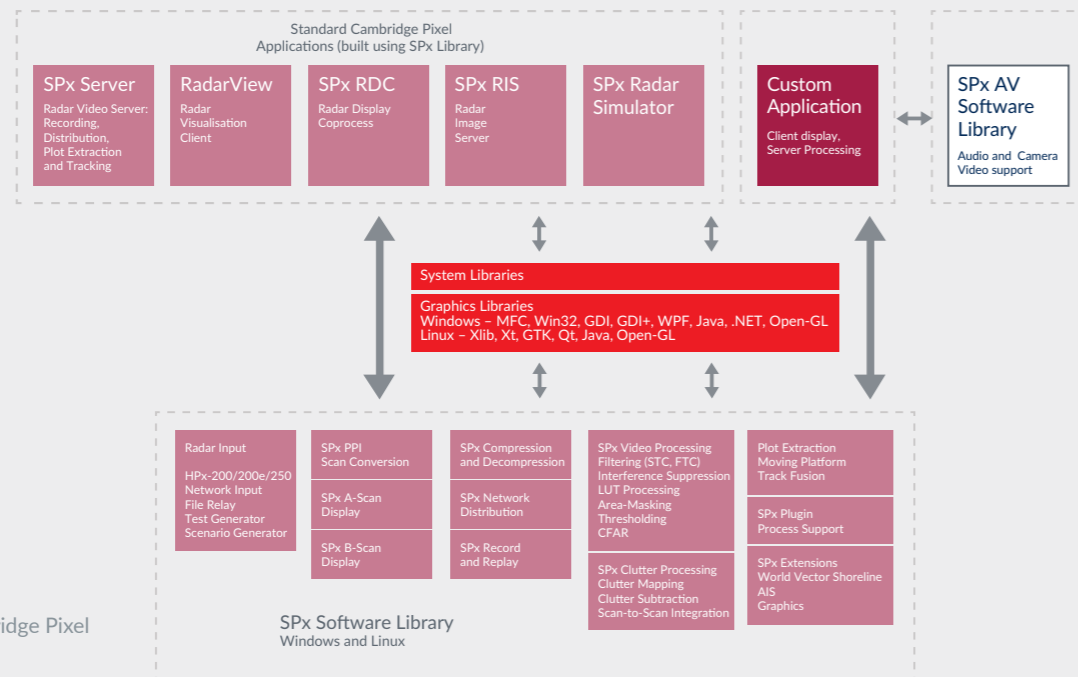 Standard Cambridge Pixel
Applications (built using SPx Library)
SPx Server
Radar Video Server:
Recording,
Distribution,
Plot Extraction
and Tracking
RadarView
Radar
Visualisation
Client
SPx RDC
Radar Display
Coprocess
SPx RIS
Radar
Image
Server
SPx Radar
Simulator
Custom
Application
Client display,
Server Processing
SPx AV
Software
Library
Audio and Camera
Video support
System Libraries
Graphics Libraries
Windows – MFC, Win32, GDI, GDI+, WPF, Java, .NET, Open-GL
Linux – Xlib, Xt, GTK, Qt, Java, Open-GL
Radar Input
HPx-200/200e/250
Network Input
File Relay
Test Generator
Scenario Generator
SPx PPI
Scan Conversion
SPx A-Scan
Display
SPx B-Scan
Display
SPx Compression
and Decompression
SPx Network
Distribution
SPx Record
and Replay
SPx Video Processing
Filtering (STC, FTC)
Interference Suppression
LUT Processing
Area-Masking
Thresholding
CFAR
SPx Clutter Processing
Clutter Mapping
Clutter Subtraction
Scan-to-Scan Integration
Plot Extraction
Moving Platform
Track Fusion
SPx Plugin
Process Support
SPx Extensions
World Vector Shoreline
AIS
Graphics
SPx Software Library
Windows and Linux
idge Pixel